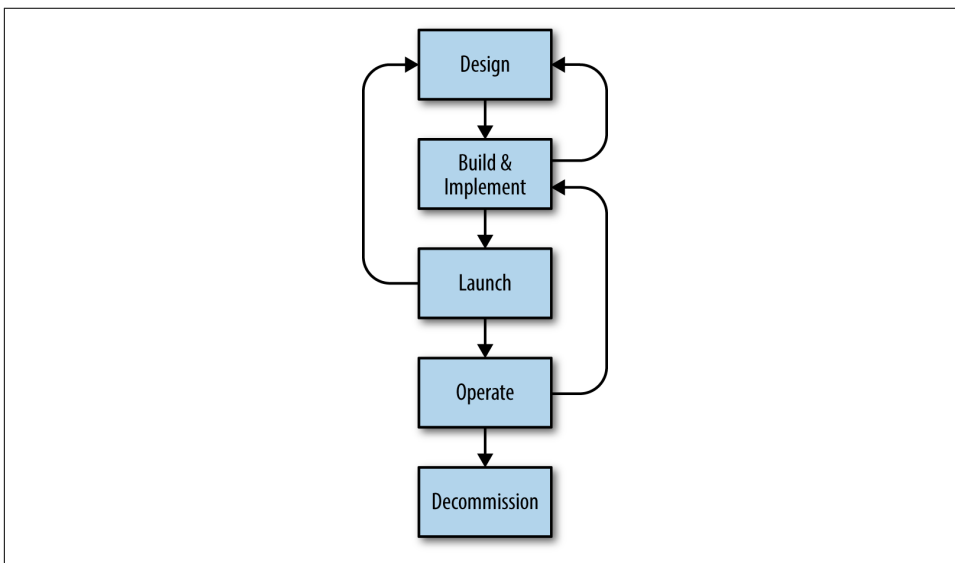 Design
Build &
Implement
Launch
Operate
Decommission